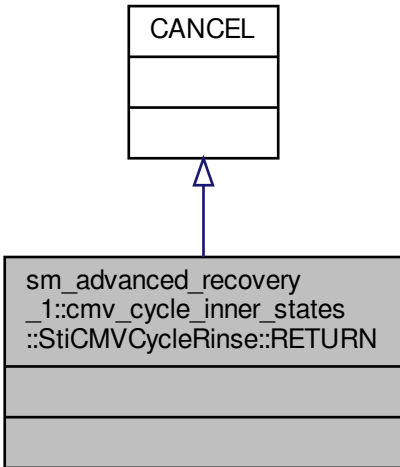 CANCEL
sm_advanced_recovery
_1::cmv_cycle_inner_states
::StiCMVCycleRinse::RETURN